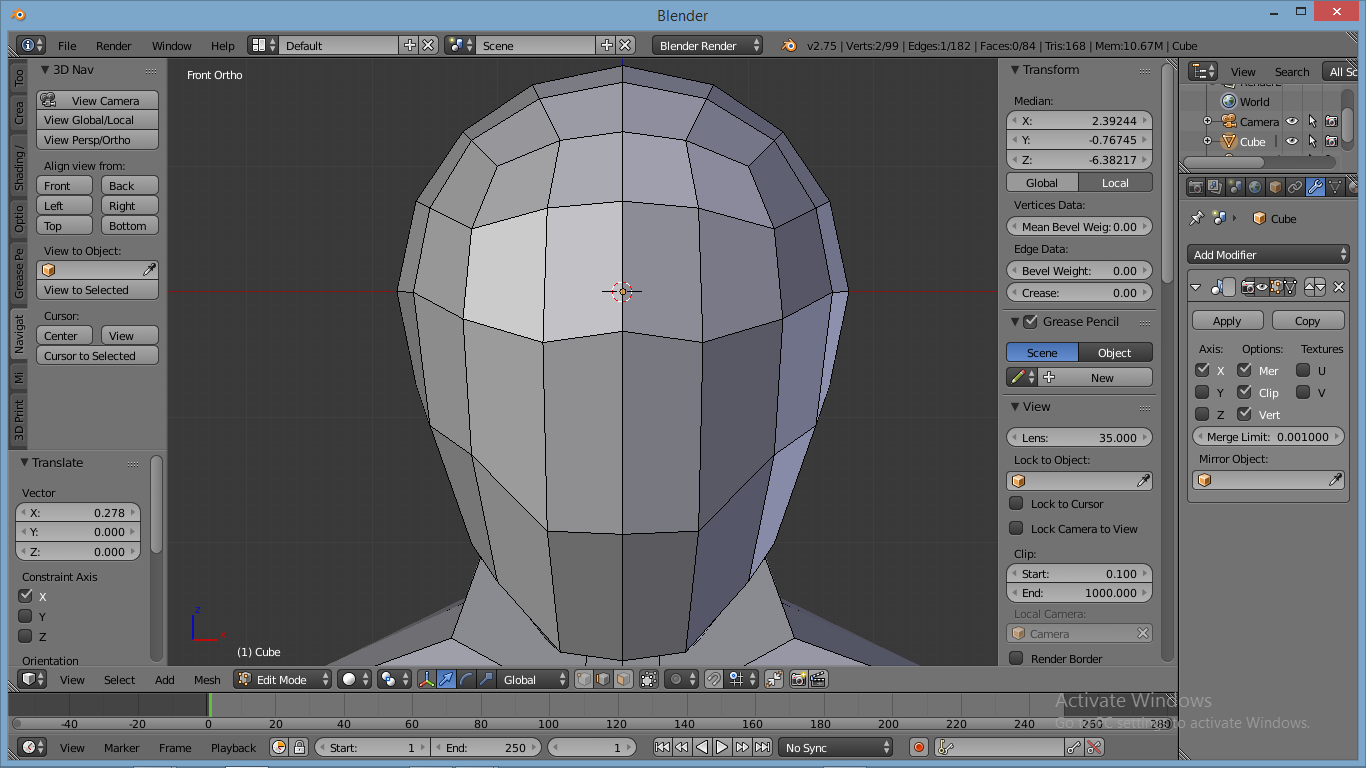 Blender
File Render Window Help Default Scene Blender Render v2.75 | Verts:2/99 | Edges:1/182 | Faces:0/84 | Tris:168 | Mem:10.67M | Cube
Too
Crea
Shading /
Optio
Grease Pe
Navigat
Mi
3D Print
3D Nav
View Camera
View Global/Local
View Persp/Ortho
Align view from:
Front Back
Left Right
Top Bottom
View to Object:
View to Selected
Cursor:
Center View
Cursor to Selected
Translate
Vector
X: 0.278
Y: 0.000
Z: 0.000
Constraint Axis
X
Y
Z
Orientation
Front Ortho
z
x
(1) Cube
Transform
Median:
X: 2.39244
Y: -0.76745
Z: -6.38217
Global Local
Vertices Data:
Mean Bevel Weig: 0.00
Edge Data:
Bevel Weight: 0.00
Crease: 0.00
Grease Pencil
Scene Object
New
View
Lens: 35.000
Lock to Object:
Lock to Cursor
Lock Camera to View
Clip:
Start: 0.100
End: 1000.000
Local Camera:
Camera
Render Border
View Search All Sc
World
Camera
Cube
Cube
Add Modifier
Apply Copy
Axis: Options: Textures
X Mer U
Y Clip V
Z Vert
Merge Limit: 0.001000
Mirror Object:
View Select Add Mesh Edit Mode Global
-40 -20 0 20 40 60 80 100 120 140 160 180 200 220 240 260 280
View Marker Frame Playback Start: 1 End: 250 1 No Sync
Activate Windows
Go to PC settings to activate Windows.